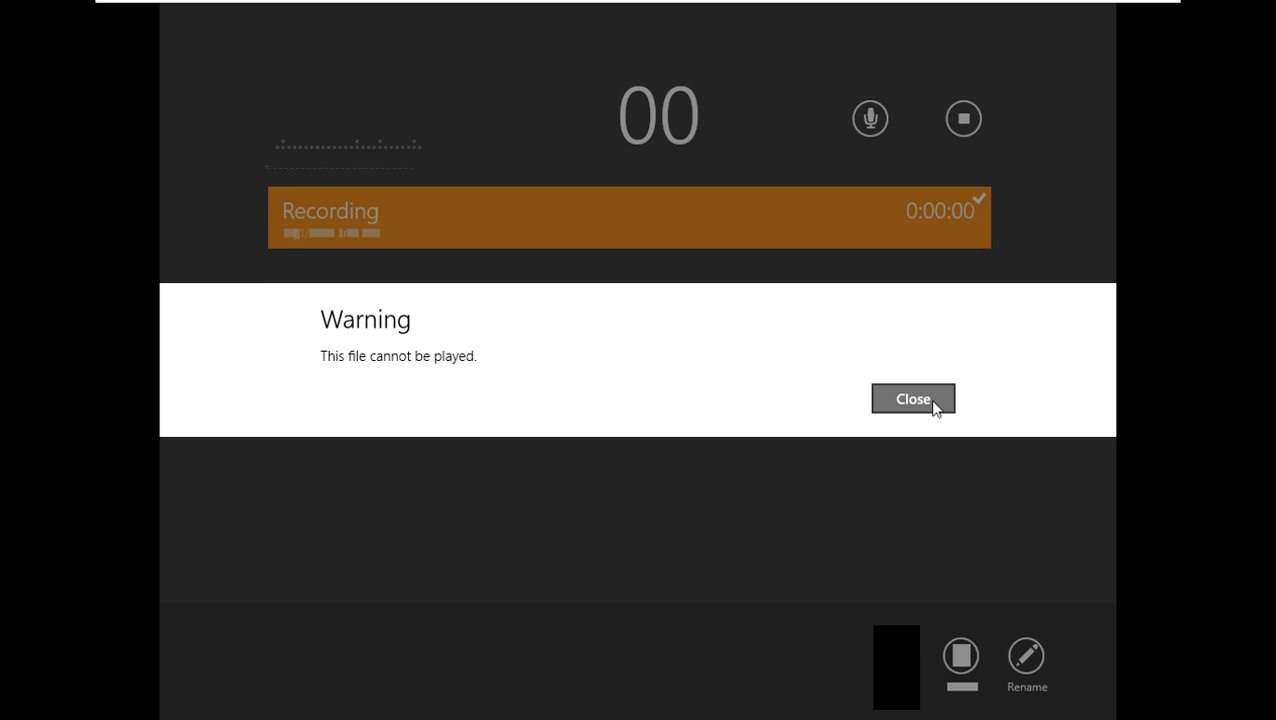 00
Recording 0:00:00
Warning
This file cannot be played.
Close
Rename